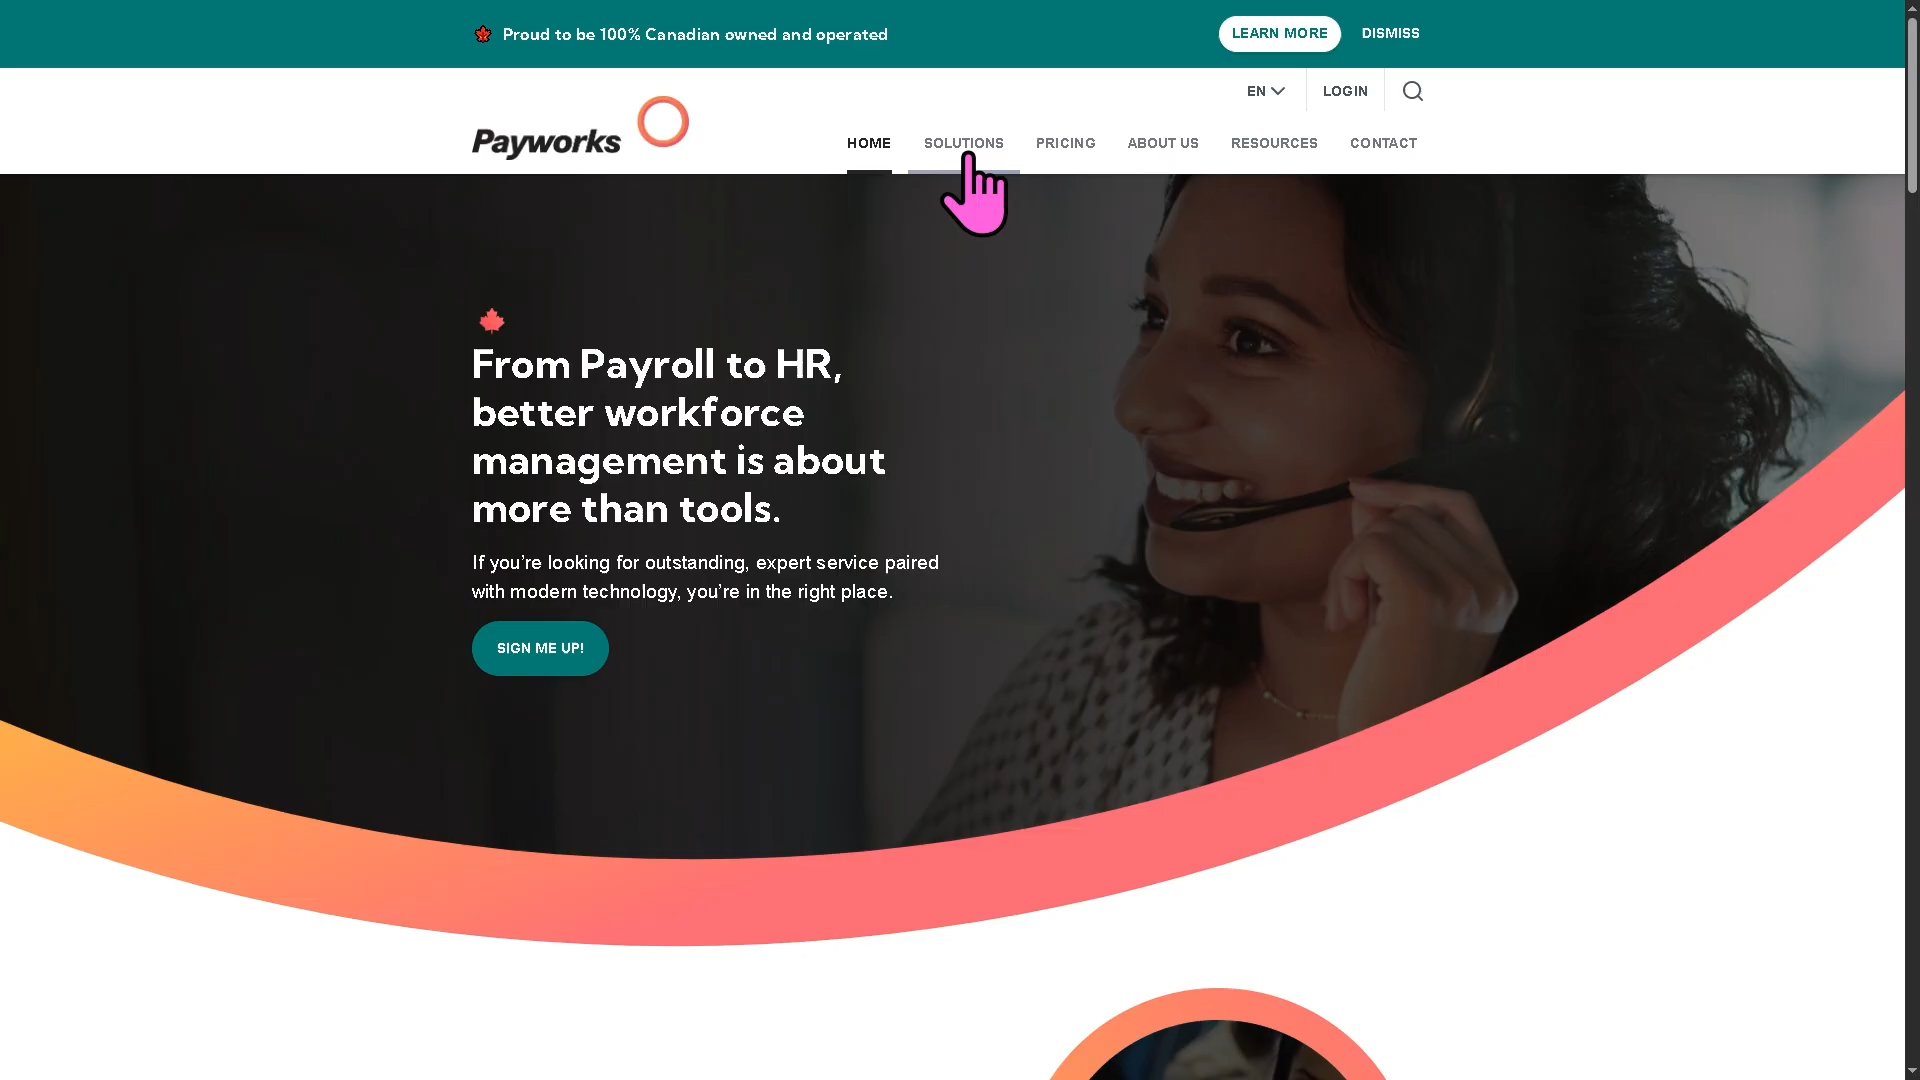 Proud to be 100% Canadian owned and operated
LEARN MORE
DISMISS
EN
LOGIN
Payworks
HOME
SOLUTIONS
PRICING
ABOUT US
RESOURCES
CONTACT
From Payroll to HR,
better workforce
management is about
more than tools.
If you’re looking for outstanding, expert service paired
with modern technology, you’re in the right place.
SIGN ME UP!